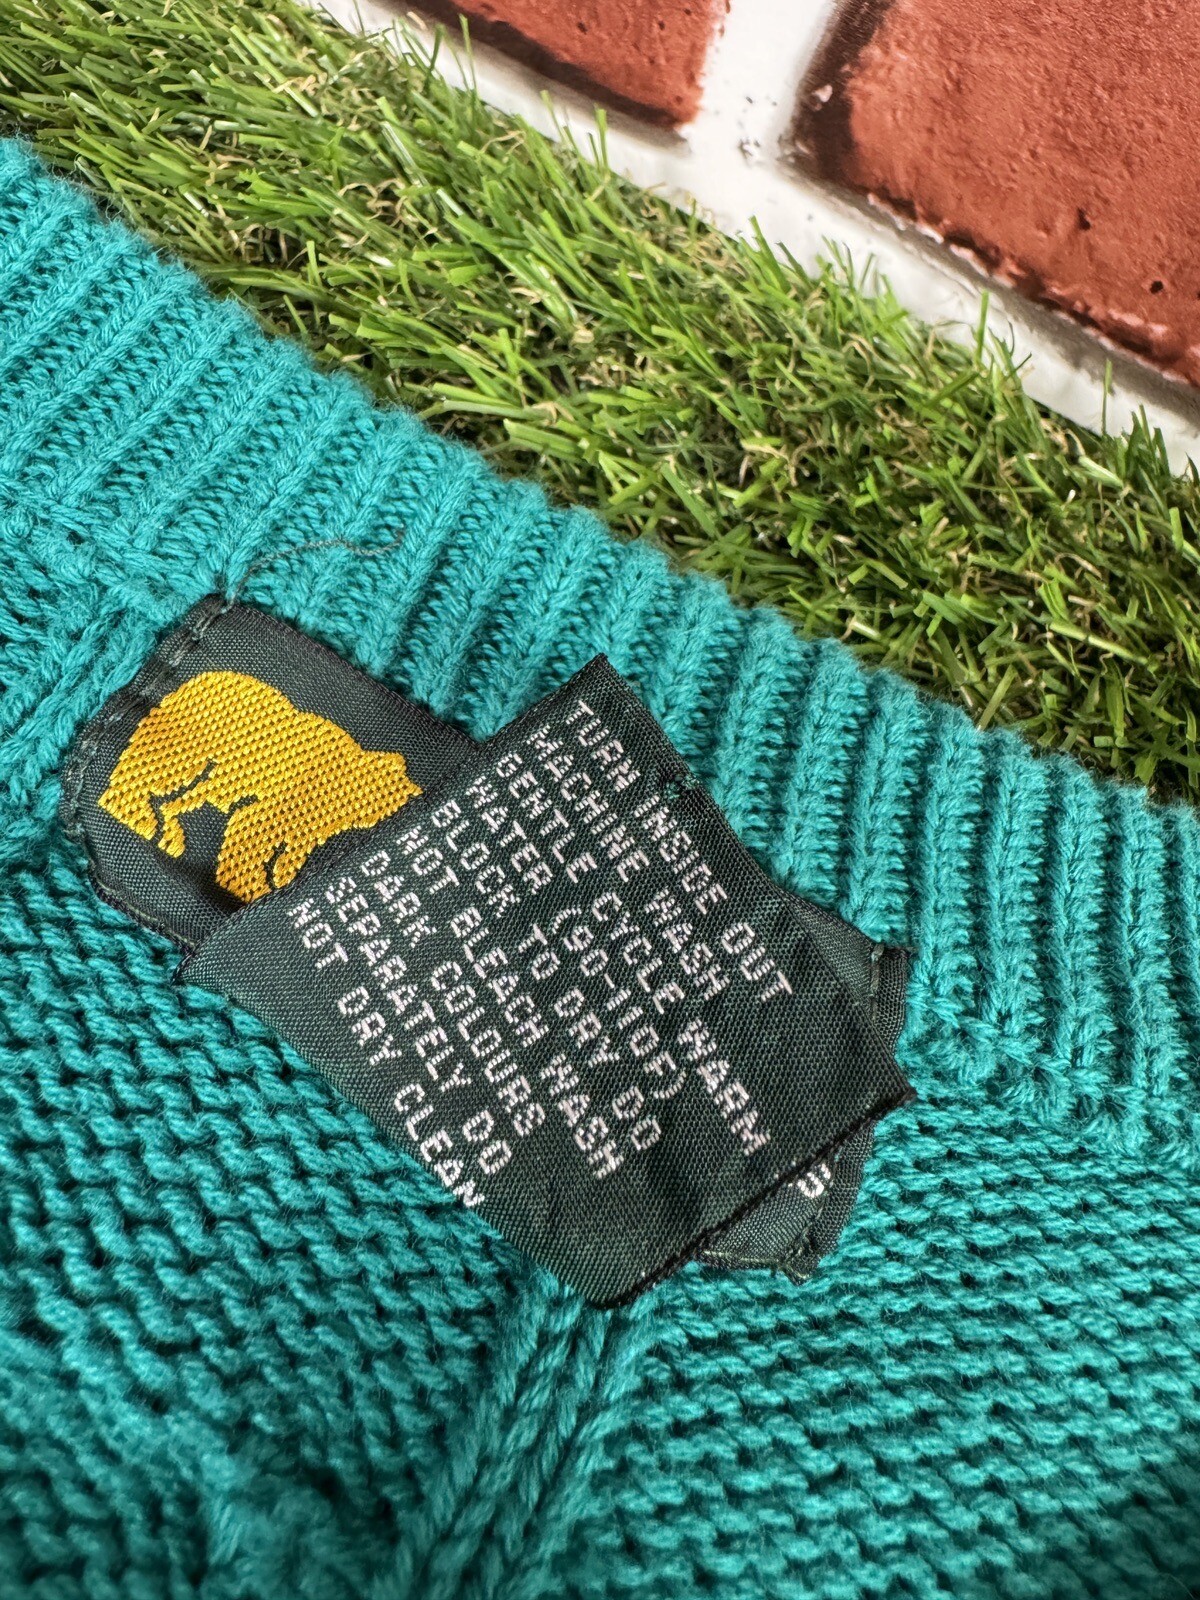 TURN INSIDE OUT
MACHINE WASH
GENTLE CYCLE WARM
WATER (90-110F)
BLOCK TO DRY DO
NOT BLEACH WASH
DARK COLOURS
SEPARATELY DO
NOT DRY CLEAN